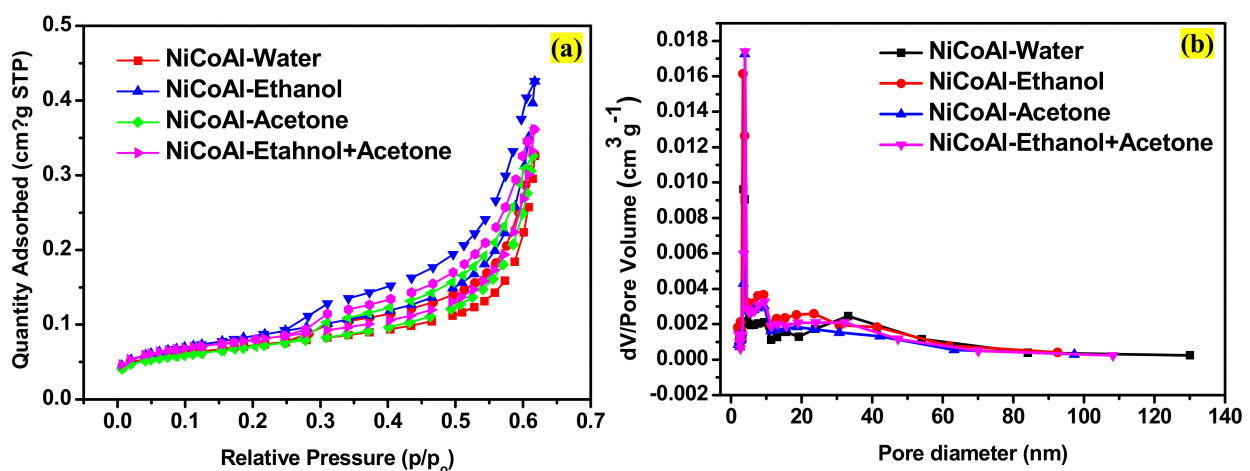 (a)
NiCoAl-Water
NiCoAl-Ethanol
NiCoAl-Acetone
NiCoAl-Etahnol+Acetone
Quantity Adsorbed (cm?g STP)
0.5
0.4
0.3
0.2
0.1
0.0
0.0 0.1 0.2 0.3 0.4 0.5 0.6 0.7
Relative Pressure (p/pₒ)
(b)
NiCoAl-Water
NiCoAl-Ethanol
NiCoAl-Acetone
NiCoAl-Ethanol+Acetone
dV/Pore Volume (cm³g⁻¹)
0.018
0.016
0.014
0.012
0.010
0.008
0.006
0.004
0.002
0.000
-0.002
0 20 40 60 80 100 120 140
Pore diameter (nm)